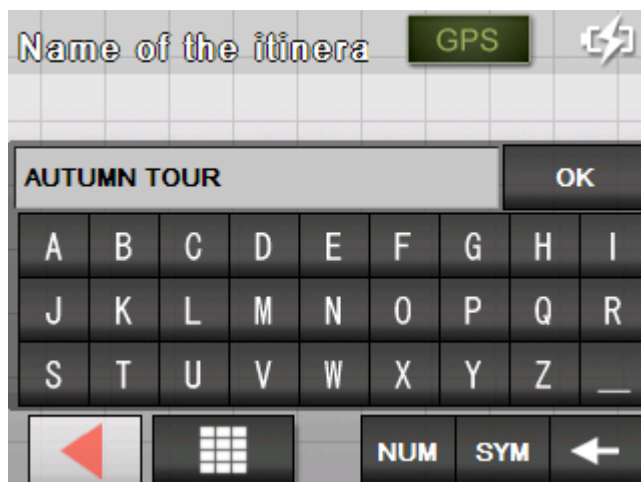 Name of the itinera GPS
AUTUMN TOUR OK
A B C D E F G H I
J K L M N O P Q R
S T U V W X Y Z _
NUM SYM